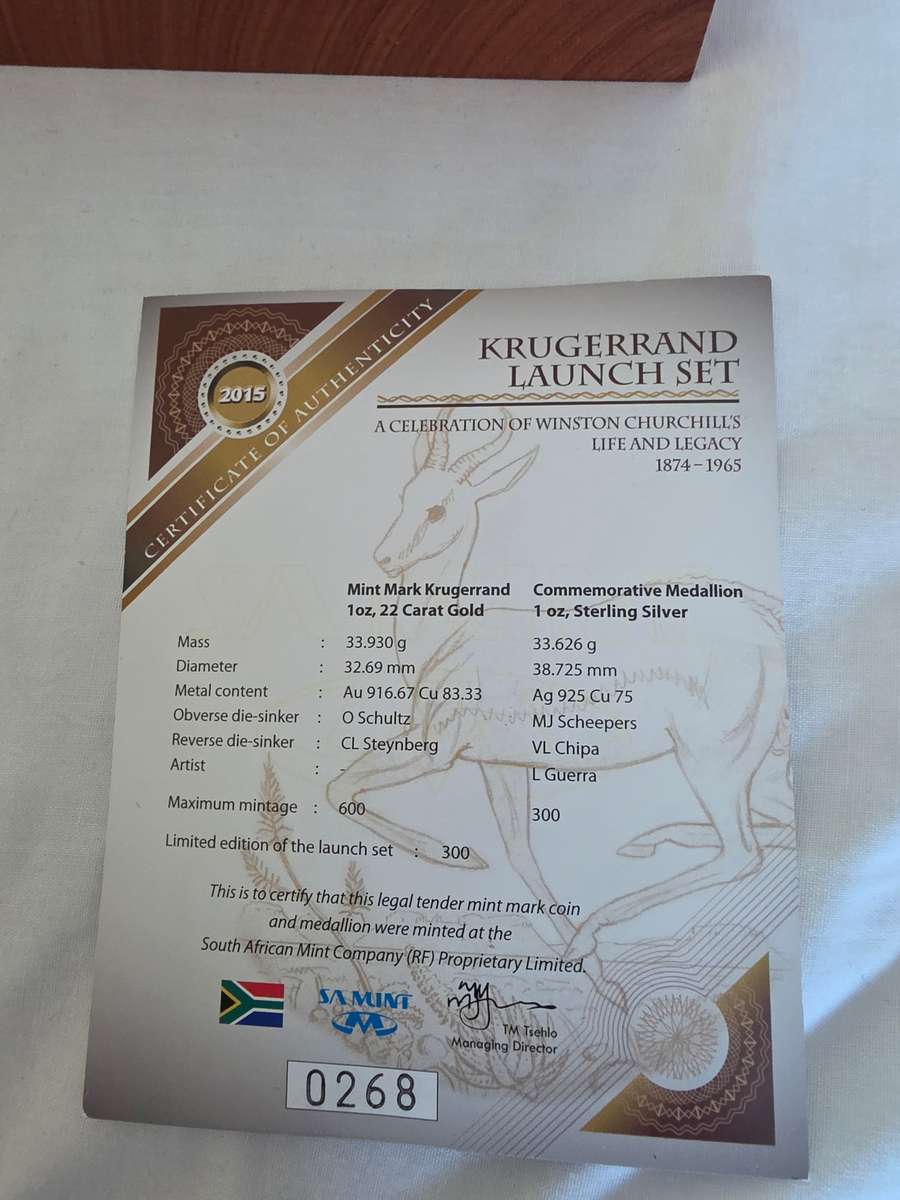 2015
CERTIFICATE OF AUTHENTICITY
KRUGERRAND
LAUNCH SET
A CELEBRATION OF WINSTON CHURCHILL'S
LIFE AND LEGACY
1874–1965
Mint Mark Krugerrand Commemorative Medallion
1oz, 22 Carat Gold 1 oz, Sterling Silver
Mass : 33.930 g 33.626 g
Diameter : 32.69 mm 38.725 mm
Metal content : Au 916.67 Cu 83.33 Ag 925 Cu 75
Obverse die-sinker : O Schultz MJ Scheepers
Reverse die-sinker : CL Steynberg VL Chipa
Artist : – L Guerra
Maximum mintage : 600 300
Limited edition of the launch set : 300
This is to certify that this legal tender mint mark coin
and medallion were minted at the
South African Mint Company (RF) Proprietary Limited.
SA MINT
TM Tsehlo
Managing Director
0268